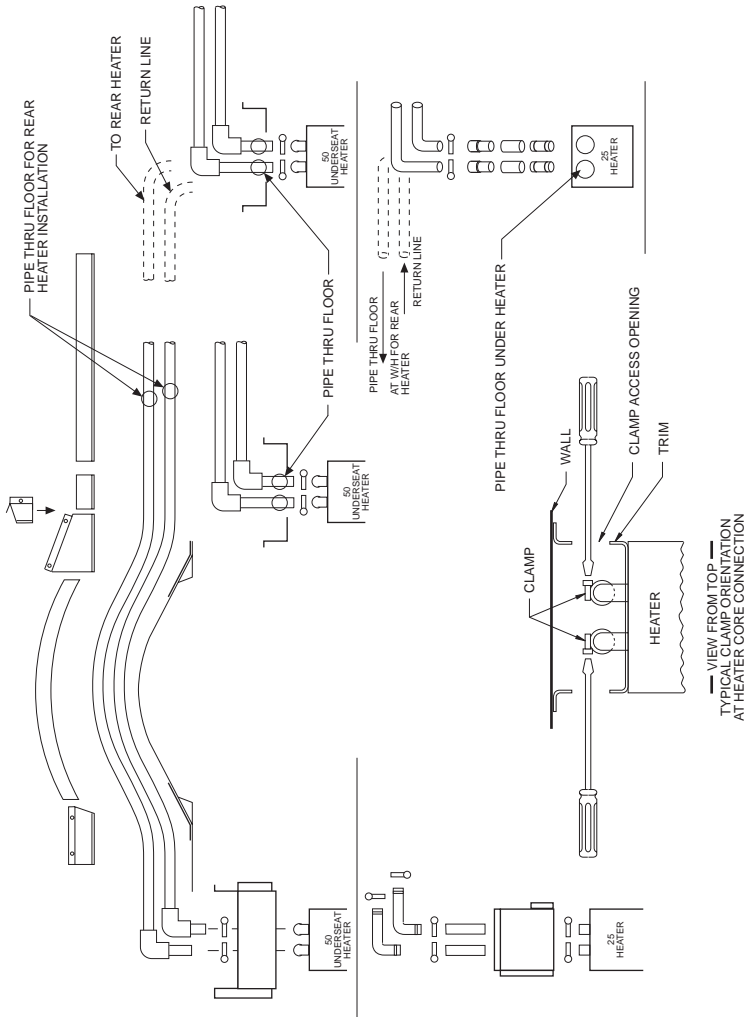 PIPE THRU FLOOR FOR REAR
HEATER INSTALLATION
TO REAR HEATER
RETURN LINE
50
UNDERSEAT
HEATER
PIPE THRU FLOOR
50
UNDERSEAT
HEATER
50
UNDERSEAT
HEATER
PIPE THRU FLOOR
AT W/H FOR REAR
HEATER
RETURN LINE
25
HEATER
PIPE THRU FLOOR UNDER HEATER
WALL
CLAMP ACCESS OPENING
TRIM
CLAMP
HEATER
VIEW FROM TOP
TYPICAL CLAMP ORIENTATION
AT HEATER CORE CONNECTION
25
HEATER